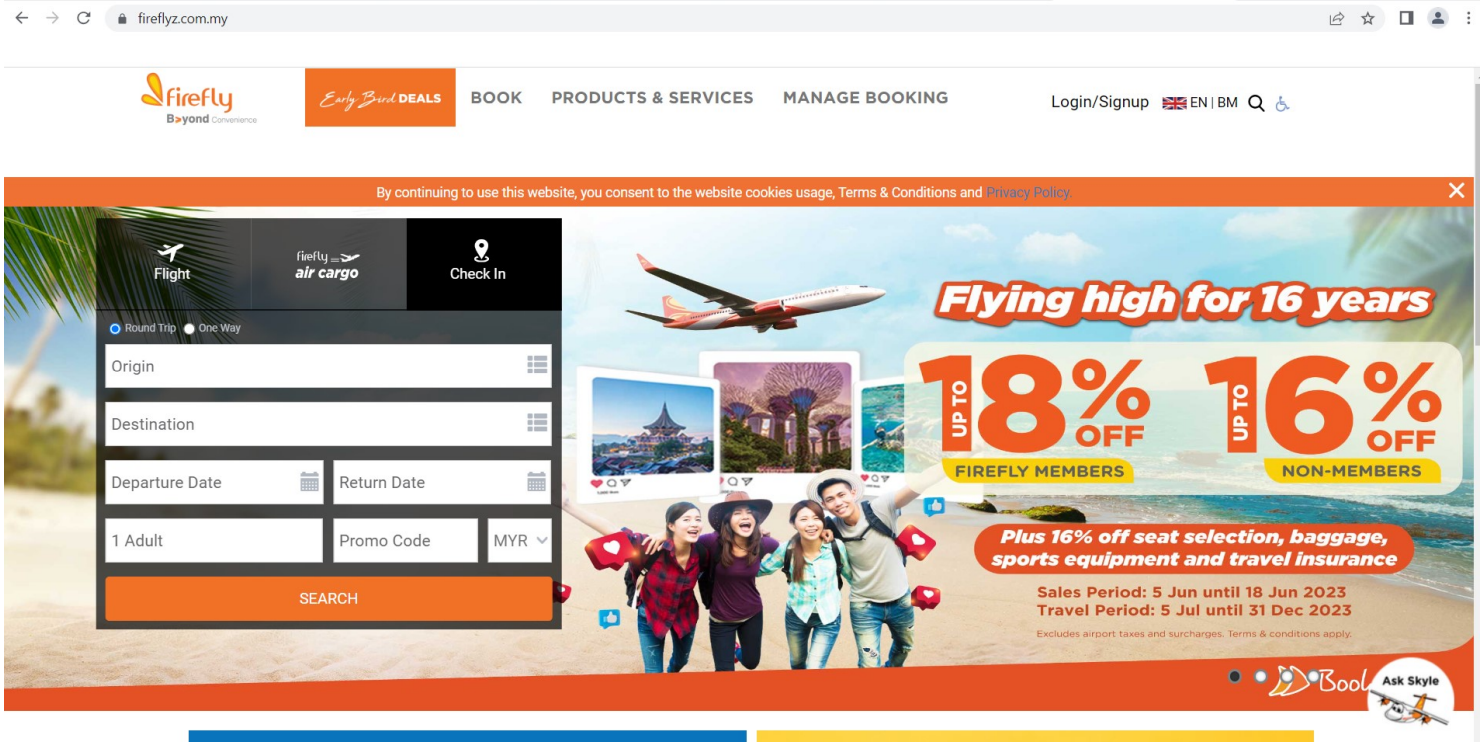 fireflyz.com.my
firefly
Beyond Convenience
Early Bird DEALS
BOOK
PRODUCTS & SERVICES
MANAGE BOOKING
Login/Signup
EN | BM
By continuing to use this website, you consent to the website cookies usage, Terms & Conditions and Privacy Policy.
Flight
firefly
air cargo
Check In
Round Trip
One Way
Origin
Destination
Departure Date
Return Date
1 Adult
Promo Code
MYR
SEARCH
Flying high for 16 years
UP TO 18% OFF
FIREFLY MEMBERS
UP TO 16% OFF
NON-MEMBERS
Plus 16% off seat selection, baggage,
sports equipment and travel insurance
Sales Period: 5 Jun until 18 Jun 2023
Travel Period: 5 Jul until 31 Dec 2023
Excludes airport taxes and surcharges. Terms & conditions apply.
Ask Skyle